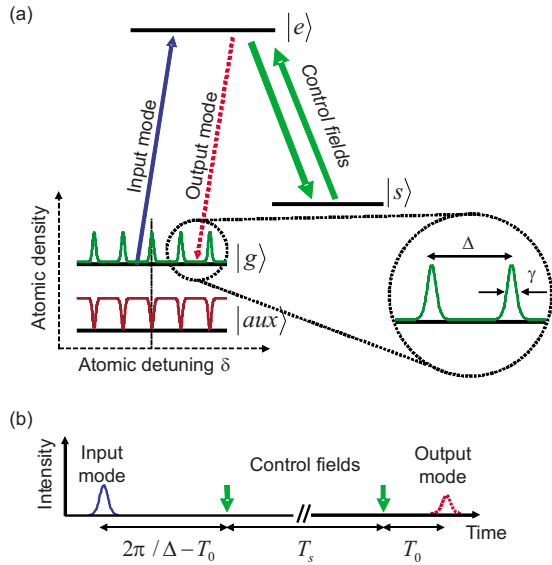 (a)
|e⟩
Input mode
Output mode
Control fields
|s⟩
Atomic density
|g⟩
|aux⟩
Atomic detuning δ
Δ
γ
(b)
Intensity
Input
mode
Control fields
Output
mode
Time
2π / Δ − T₀
Tₛ
T₀